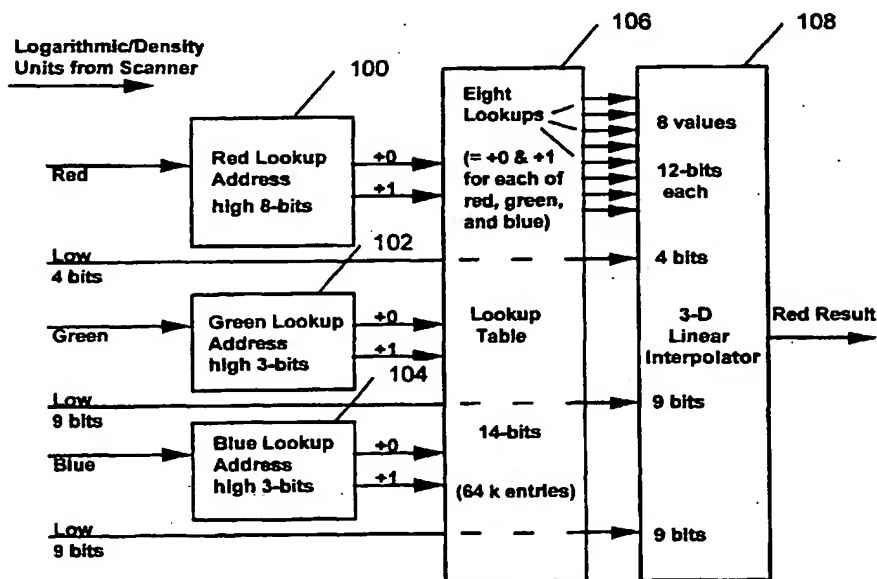 106
108
Logarithmic/Density
Units from Scanner
100
Eight
Lookups
8 values
Red Lookup
Address
high 8-bits
+0
+1
Red
(= +0 & +1
for each of
red, green,
and blue)
12-bits
each
Low
4 bits
102
4 bits
Green Lookup
Address
high 3-bits
+0
+1
Green
Lookup
Table
3-D
Linear
Interpolator
Red Result
104
Low
9 bits
9 bits
Blue Lookup
Address
high 3-bits
+0
+1
Blue
14-bits
(64 k entries)
Low
9 bits
9 bits